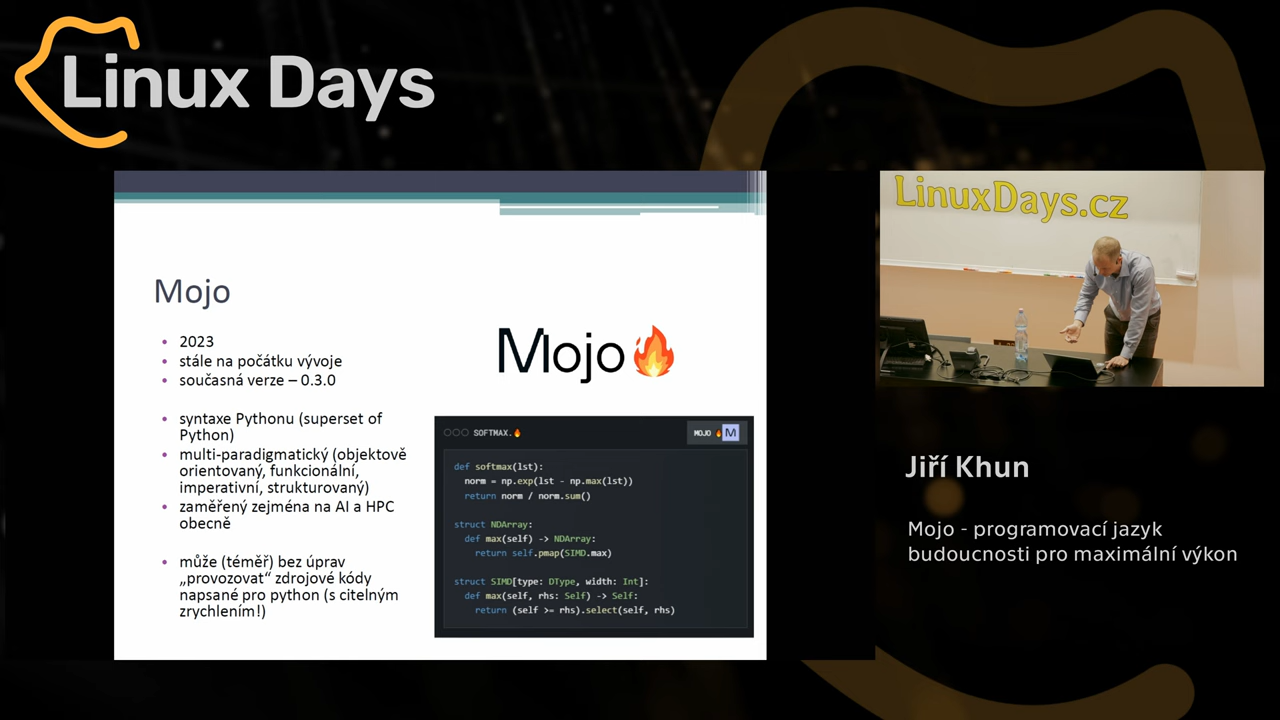 Linux Days
LinuxDays.cz
Mojo
• 2023
• stále na počátku vývoje
• současná verze – 0.3.0
• syntaxe Pythonu (superset of
Python)
• multi-paradigmatický (objektově
orientovaný, funkcionální,
imperativní, strukturovaný)
• zaměřený zejména na AI a HPC
obecně
• může (téměř) bez úprav
„provozovat“ zdrojové kódy
napsané pro python (s citelným
zrychlením!)
Mojo🔥
SOFTMAX.🔥
MOJO 🔥 M
def softmax(lst):
norm = np.exp(lst - np.max(lst))
return norm / norm.sum()
struct NDArray:
def max(self) -> NDArray:
return self.pmap(SIMD.max)
struct SIMD[type: DType, width: Int]:
def max(self, rhs: Self) -> Self:
return (self >= rhs).select(self, rhs)
Jiří Khun
Mojo - programovací jazyk
budoucnosti pro maximální výkon